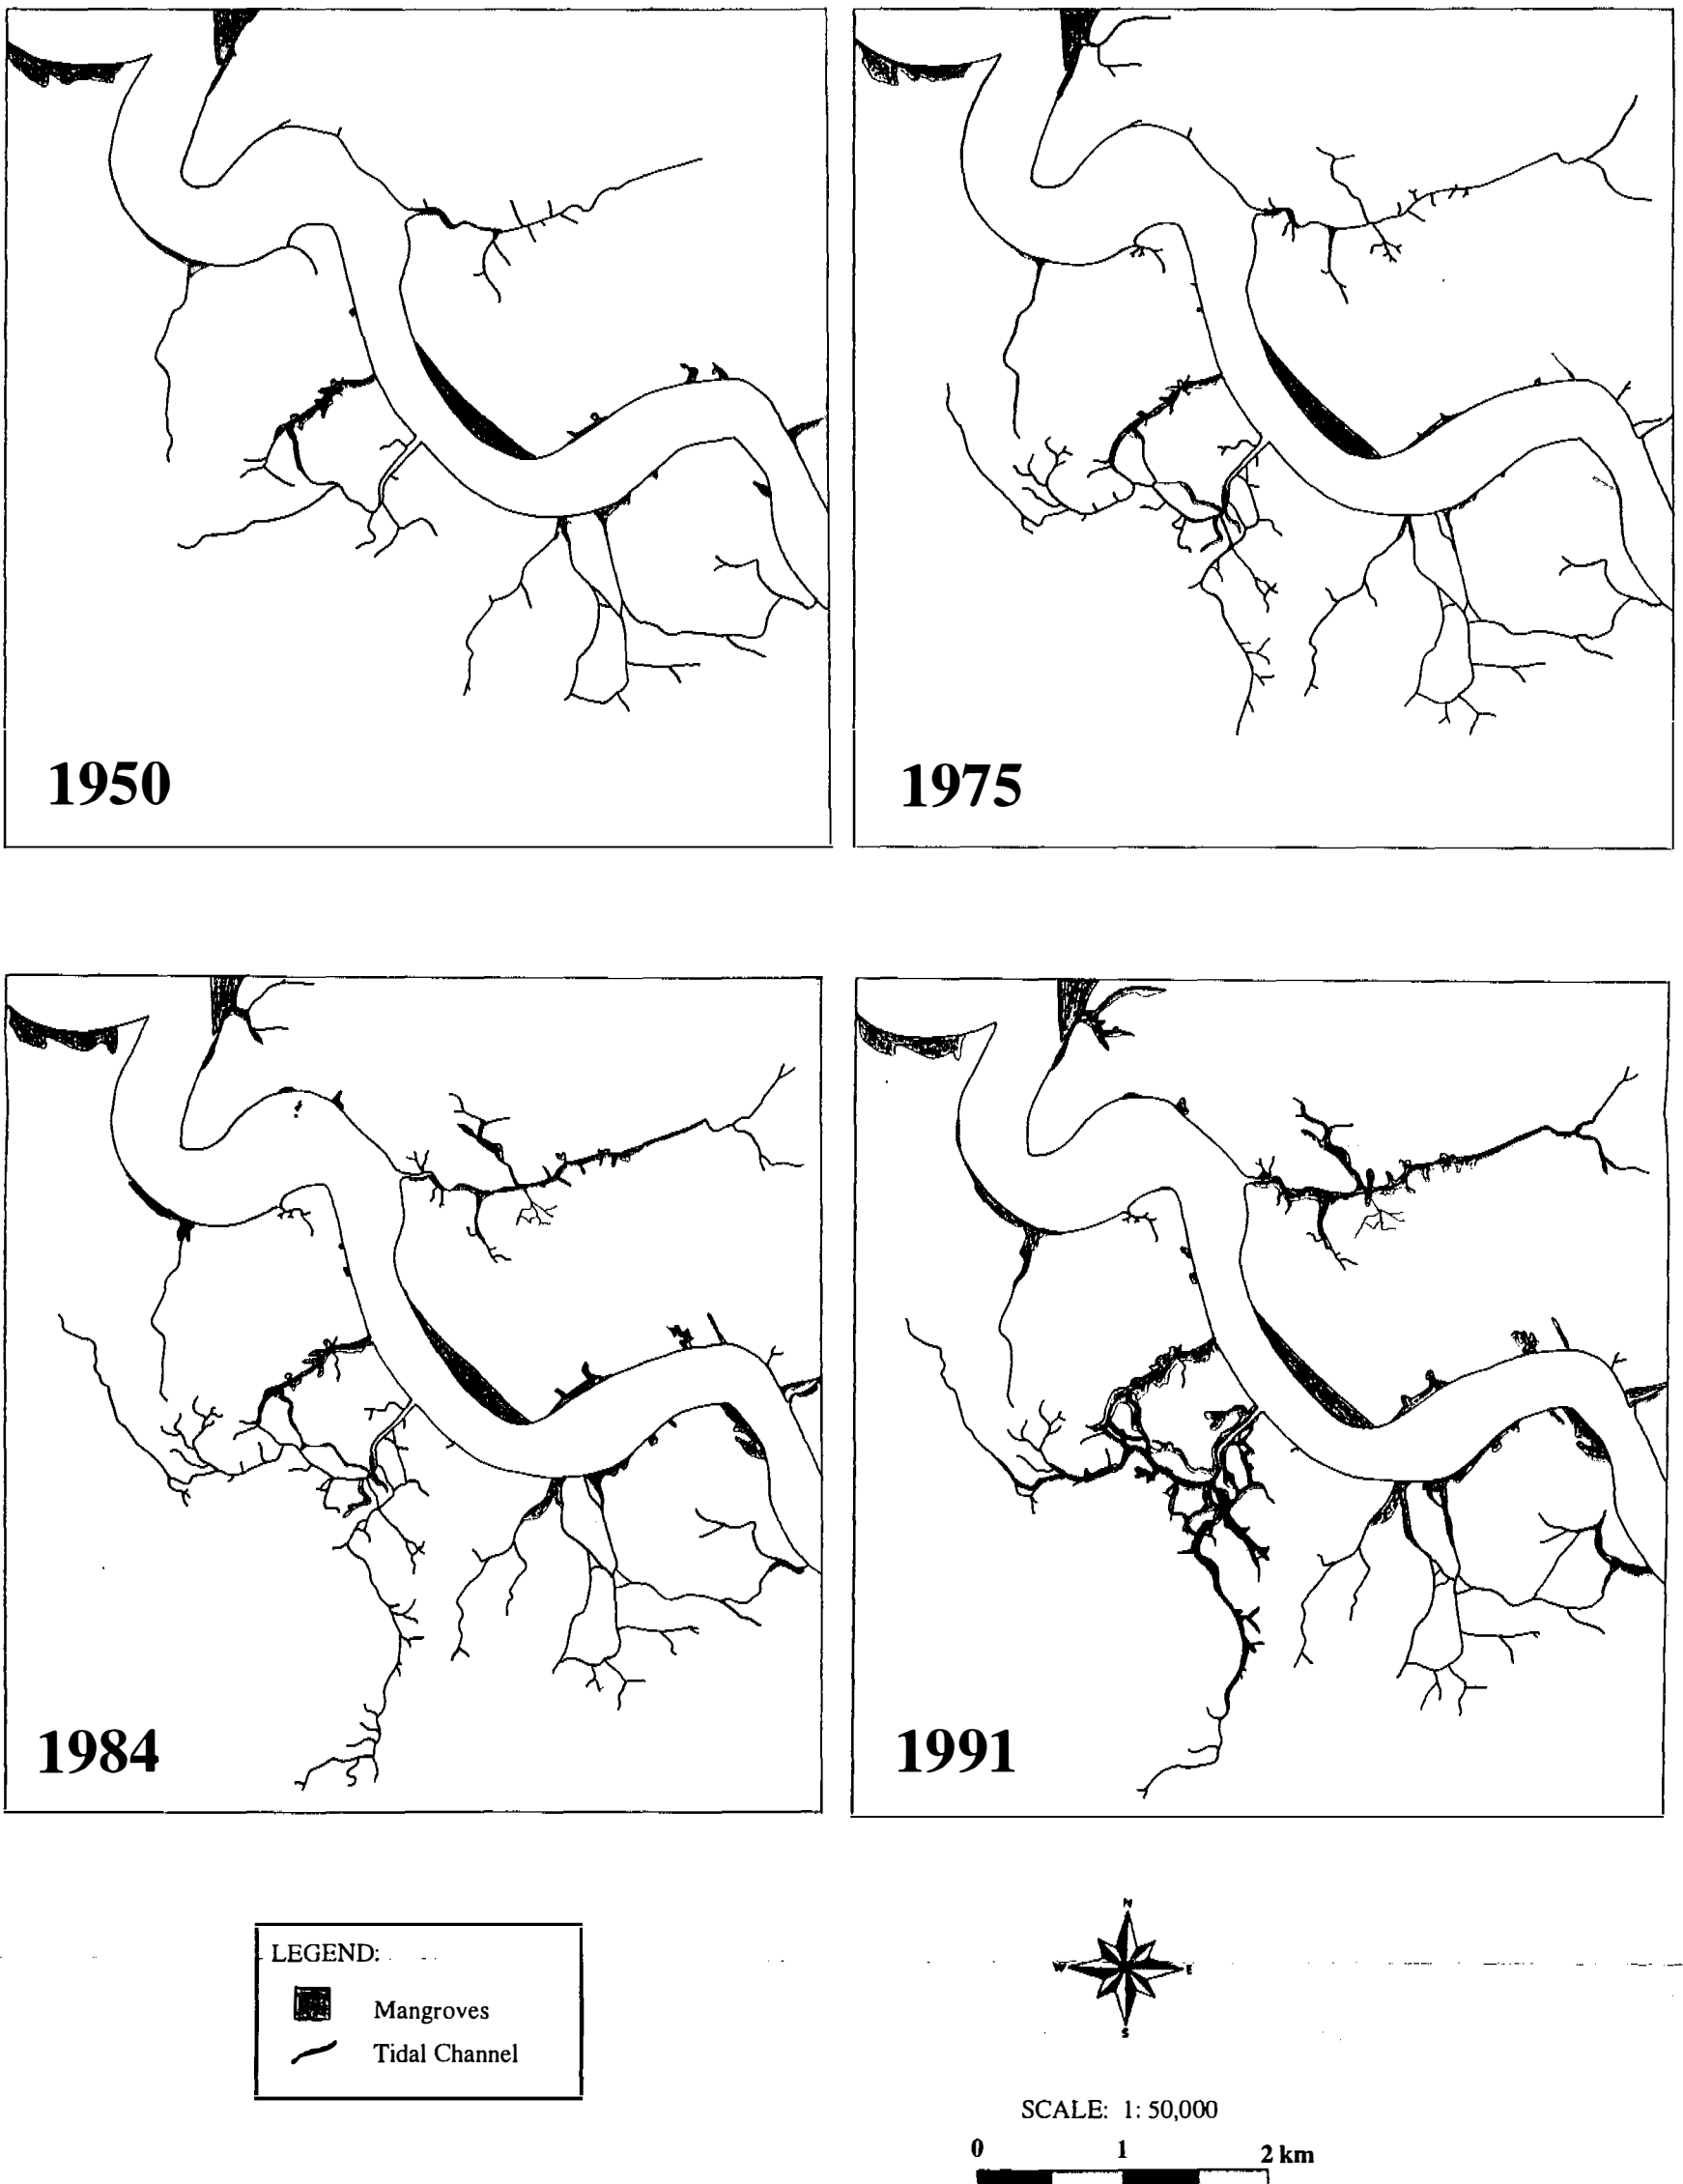 1950
1975
1984
1991
LEGEND:
Mangroves
Tidal Channel
N
W
E
S
SCALE: 1: 50,000
0 1 2 km